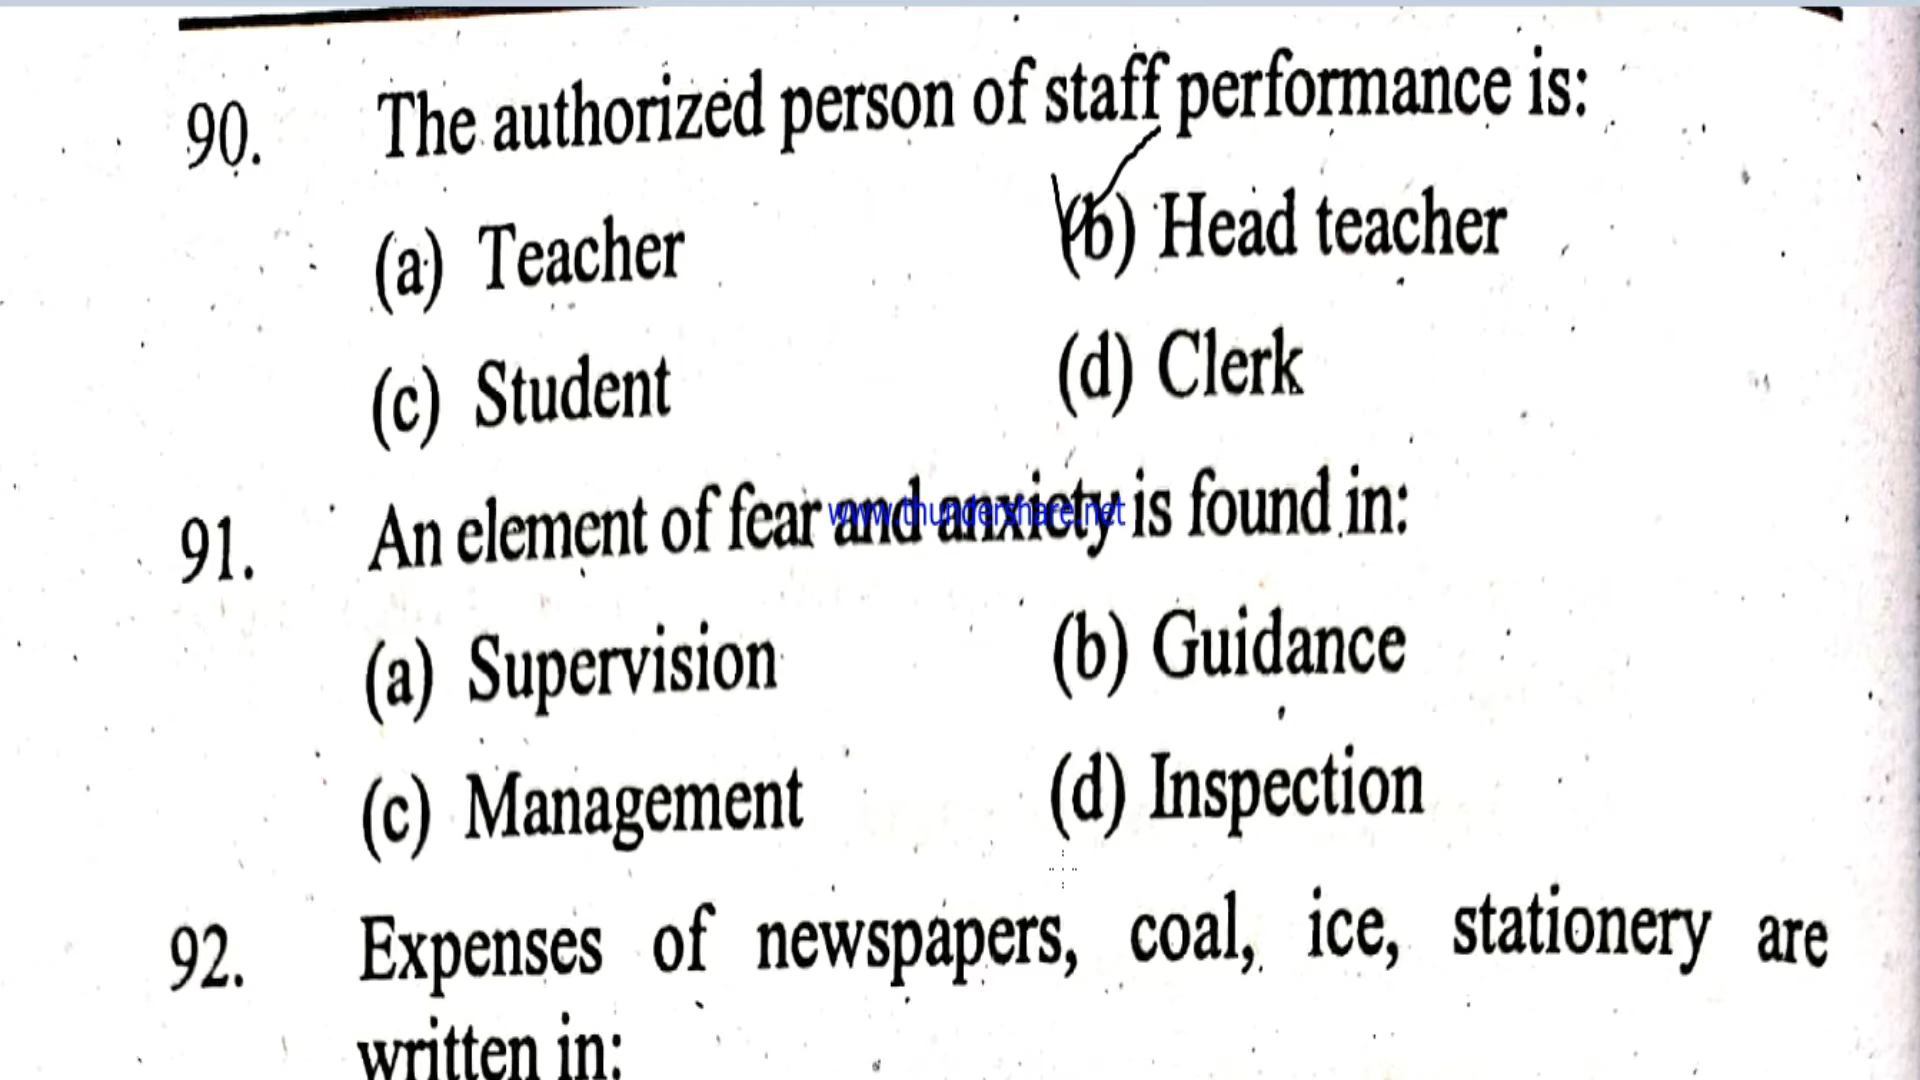 90. The authorized person of staff performance is:
(a) Teacher (b) Head teacher
(c) Student (d) Clerk
91. An element of fear and anxiety is found in:
www.thundershare.net
(a) Supervision (b) Guidance
(c) Management (d) Inspection
92. Expenses of newspapers, coal, ice, stationery are
written in: